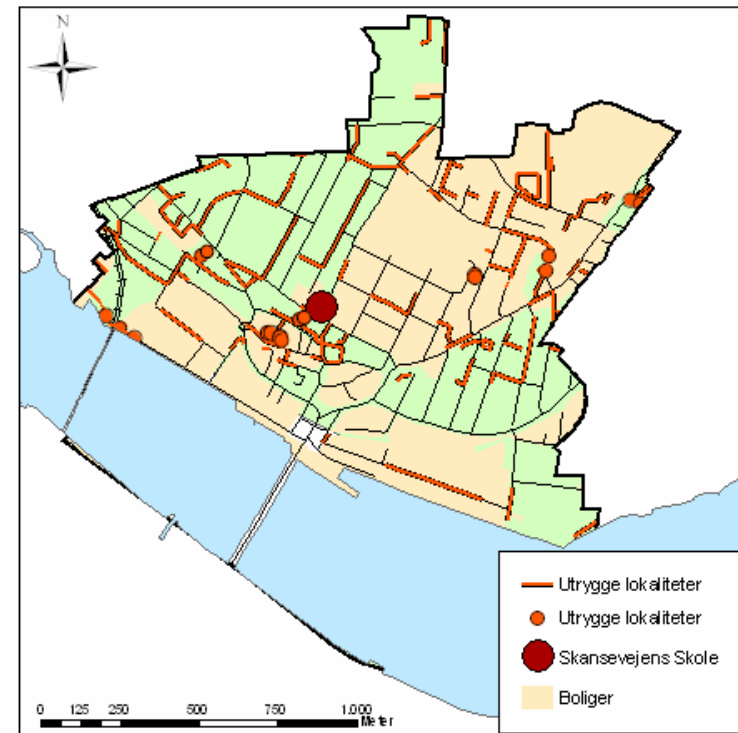 N
Utrygge lokaliteter
Utrygge lokaliteter
Skansevejens Skole
Boliger
0 125 250 500 750 1.000
Meter